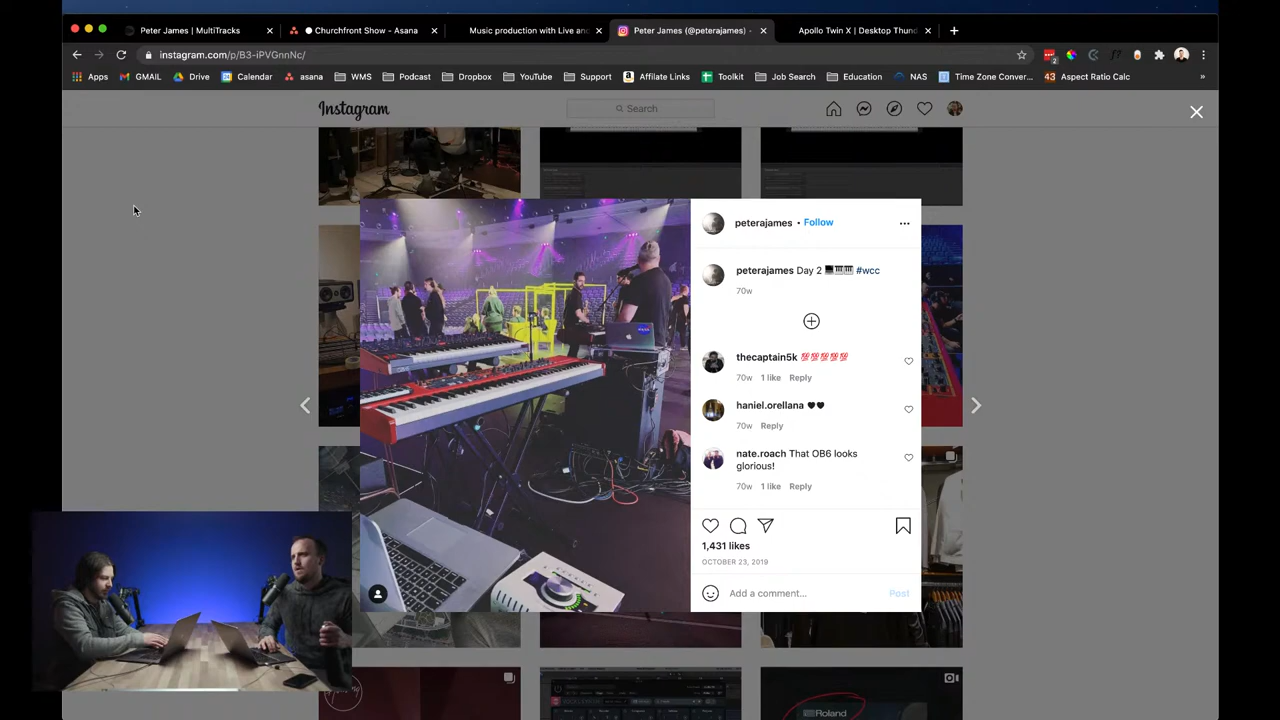 Peter James | MultiTracks
Churchfront Show - Asana
Music production with Live and
Peter James (@peterajames) •
Apollo Twin X | Desktop Thund
instagram.com/p/B3-iPVGnnNc/
Apps GMAIL Drive Calendar asana WMS Podcast Dropbox YouTube Support Affilate Links Toolkit Job Search Education NAS Time Zone Conver... 43 Aspect Ratio Calc »
Instagram
Search
peterajames • Follow
peterajames Day 2 🎹🎹🎹 #wcc
70w
thecaptain5k 💯💯💯💯💯
70w 1 like Reply
haniel.orellana 🖤🖤
70w Reply
nate.roach That OB6 looks
glorious!
70w 1 like Reply
1,431 likes
OCTOBER 23, 2019
Add a comment... Post
Roland